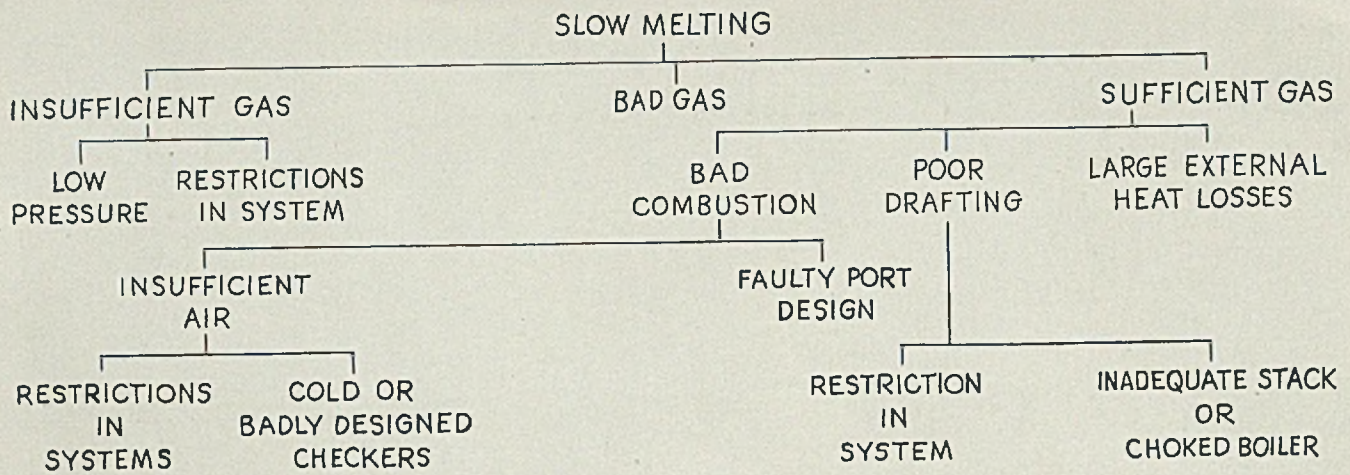 SLOW MELTING
INSUFFICIENT GAS
BAD GAS
SUFFICIENT GAS
LOW
PRESSURE
RESTRICTIONS
IN SYSTEM
BAD
COMBUSTION
POOR
DRAFTING
LARGE EXTERNAL
HEAT LOSSES
INSUFFICIENT
AIR
FAULTY PORT
DESIGN
RESTRICTIONS
IN
SYSTEMS
COLD OR
BADLY DESIGNED
CHECKERS
RESTRICTION
IN
SYSTEM
INADEQUATE STACK
OR
CHOKED BOILER